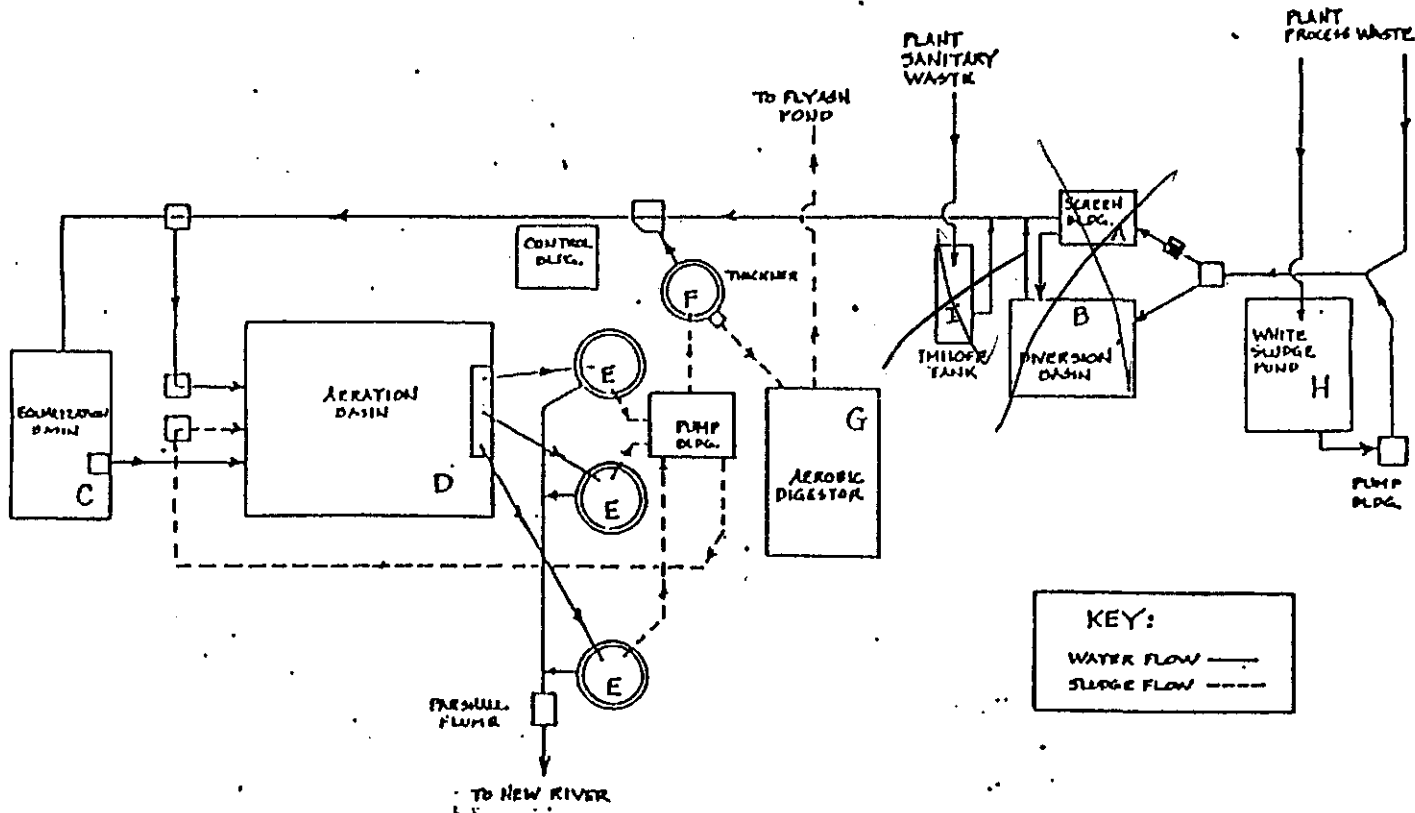 PLANT
PROCESS WASTE
PLANT
SANITARY
WASTE
TO FLYASH
POND
SCREEN
BLDG.
A
CONTROL
BLDG.
THICKNER
F
I
TANK
B
DIVERSION
BASIN
WHITE
SLUDGE
POND
H
PUMP
BLDG.
EQUALIZATION
BASIN
C
AERATION
BASIN
D
E
E
E
PUMP
BLDG.
G
AEROBIC
DIGESTOR
KEY:
WATER FLOW
SLUDGE FLOW
PARSHALL
FLUME
TO NEW RIVER